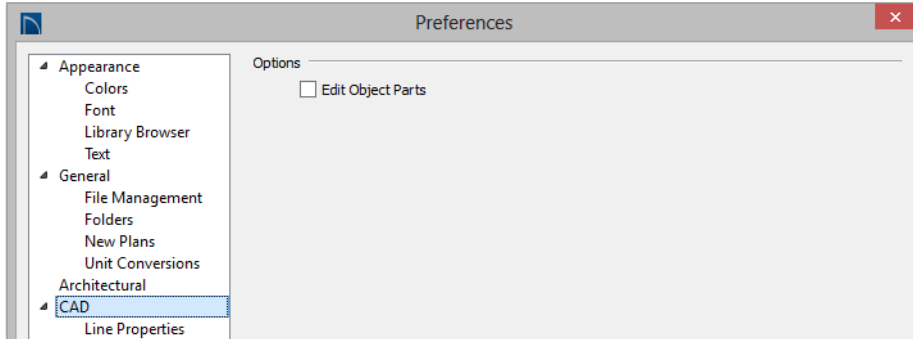 Preferences
Appearance
Colors
Font
Library Browser
Text
General
File Management
Folders
New Plans
Unit Conversions
Architectural
CAD
Line Properties
Options
Edit Object Parts